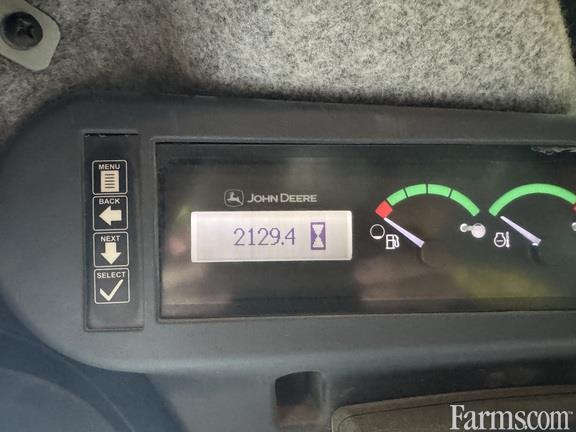 MENU
BACK
NEXT
SELECT
JOHN DEERE
2129.4
Farms.com